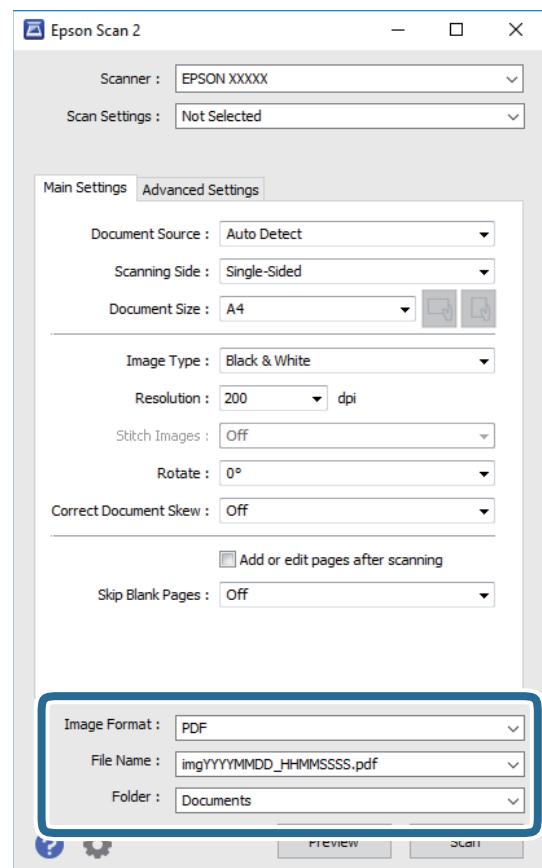 Epson Scan 2
Scanner : EPSON XXXXX
Scan Settings : Not Selected
Main Settings Advanced Settings
Document Source : Auto Detect
Scanning Side : Single-Sided
Document Size : A4
Image Type : Black & White
Resolution : 200 dpi
Stitch Images : Off
Rotate : 0°
Correct Document Skew : Off
Add or edit pages after scanning
Skip Blank Pages : Off
Image Format : PDF
File Name : imgYYYYMMDD_HHMMSSSS.pdf
Folder : Documents
? Preview Scan